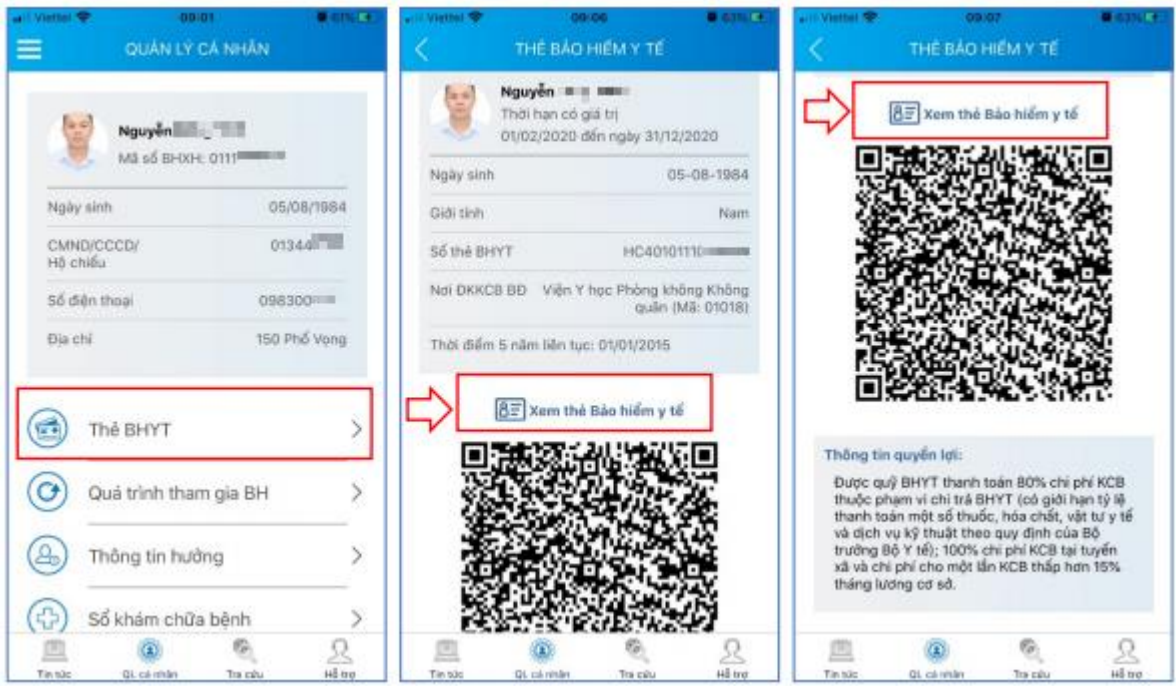 Viettel
09:01
61%
QUẢN LÝ CÁ NHÂN
Nguyễn
Mã số BHXH: 0111
Ngày sinh 05/08/1984
CMND/CCCD/
Hộ chiếu
01344
Số điện thoại 098300
Địa chỉ 150 Phố Vọng
Thẻ BHYT
Quá trình tham gia BH
Thông tin hưởng
Sổ khám chữa bệnh
Tin tức QL cá nhân Tra cứu Hỗ trợ
Viettel
09:06
THẺ BẢO HIỂM Y TẾ
Nguyễn
Thời hạn có giá trị
01/02/2020 đến ngày 31/12/2020
Ngày sinh 05-08-1984
Giới tính Nam
Số thẻ BHYT HC40101110
Nơi ĐKKCB BĐ Viện Y học Phòng không Không
quân (Mã: 01018)
Thời điểm 5 năm liên tục: 01/01/2015
Xem thẻ Bảo hiểm y tế
Tin tức QL cá nhân Tra cứu Hỗ trợ
Viettel
09:07
63%
THẺ BẢO HIỂM Y TẾ
Xem thẻ Bảo hiểm y tế
Thông tin quyền lợi:
Được quỹ BHYT thanh toán 80% chi phí KCB
thuộc phạm vi chi trả BHYT (có giới hạn tỷ lệ
thanh toán một số thuốc, hóa chất, vật tư y tế
và dịch vụ kỹ thuật theo quy định của Bộ
trưởng Bộ Y tế); 100% chi phí KCB tại tuyến
xã và chi phí cho một lần KCB thấp hơn 15%
tháng lương cơ sở.
Tin tức QL cá nhân Tra cứu Hỗ trợ